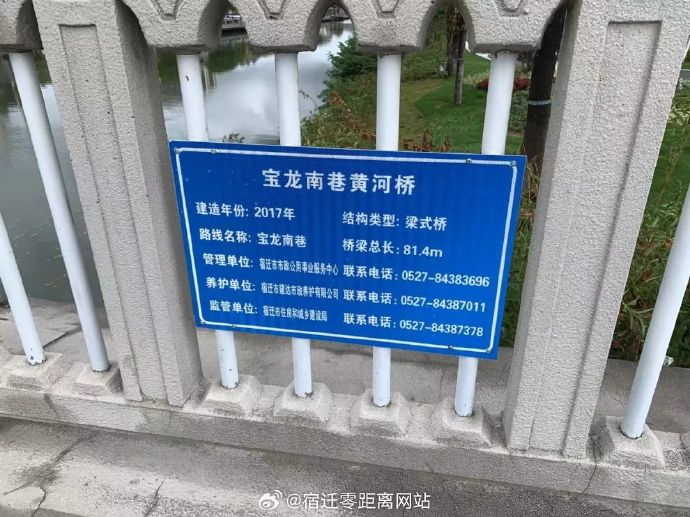 宝龙南巷黄河桥
建造年份: 2017年 结构类型: 梁式桥
路线名称: 宝龙南巷 桥梁总长: 81.4m
管理单位: 宿迁市市政公用事业服务中心 联系电话: 0527-84383696
养护单位: 宿迁市建达市政养护有限公司 联系电话: 0527-84387011
监管单位: 宿迁市住房和城乡建设局 联系电话: 0527-84387378
@宿迁零距离网站